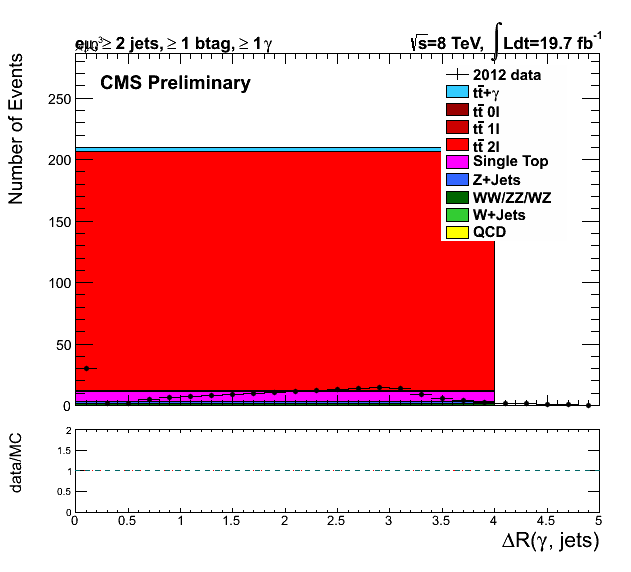 eμ, ≥ 2 jets, ≥ 1 btag, ≥ 1 γ
√s=8 TeV, ∫ Ldt=19.7 fb⁻¹
CMS Preliminary
2012 data
tt̄+γ
tt̄ 0l
tt̄ 1l
tt̄ 2l
Single Top
Z+Jets
WW/ZZ/WZ
W+Jets
QCD
Number of Events
250
200
150
100
50
0
data/MC
2
1.5
1
0.5
0
0 0.5 1 1.5 2 2.5 3 3.5 4 4.5 5
ΔR(γ, jets)